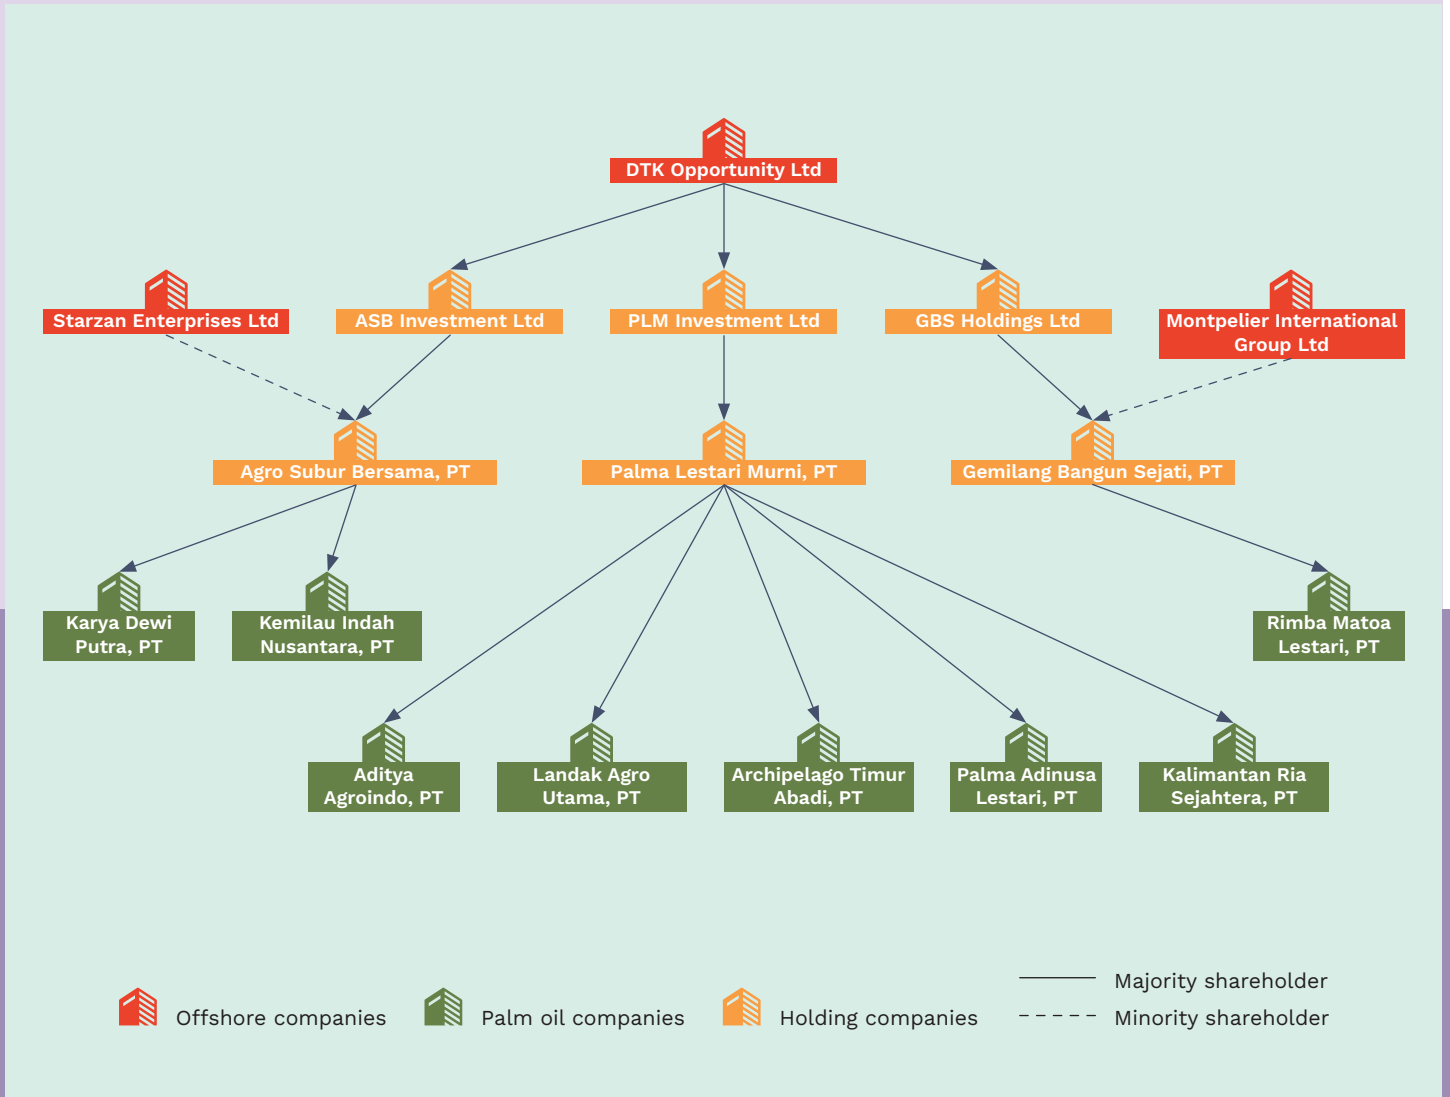 DTK Opportunity Ltd
Starzan Enterprises Ltd
ASB Investment Ltd
PLM Investment Ltd
GBS Holdings Ltd
Montpelier International
Group Ltd
Agro Subur Bersama, PT
Palma Lestari Murni, PT
Gemilang Bangun Sejati, PT
Karya Dewi
Putra, PT
Kemilau Indah
Nusantara, PT
Rimba Matoa
Lestari, PT
Aditya
Agroindo, PT
Landak Agro
Utama, PT
Archipelago Timur
Abadi, PT
Palma Adinusa
Lestari, PT
Kalimantan Ria
Sejahtera, PT
Offshore companies
Palm oil companies
Holding companies
Majority shareholder
Minority shareholder